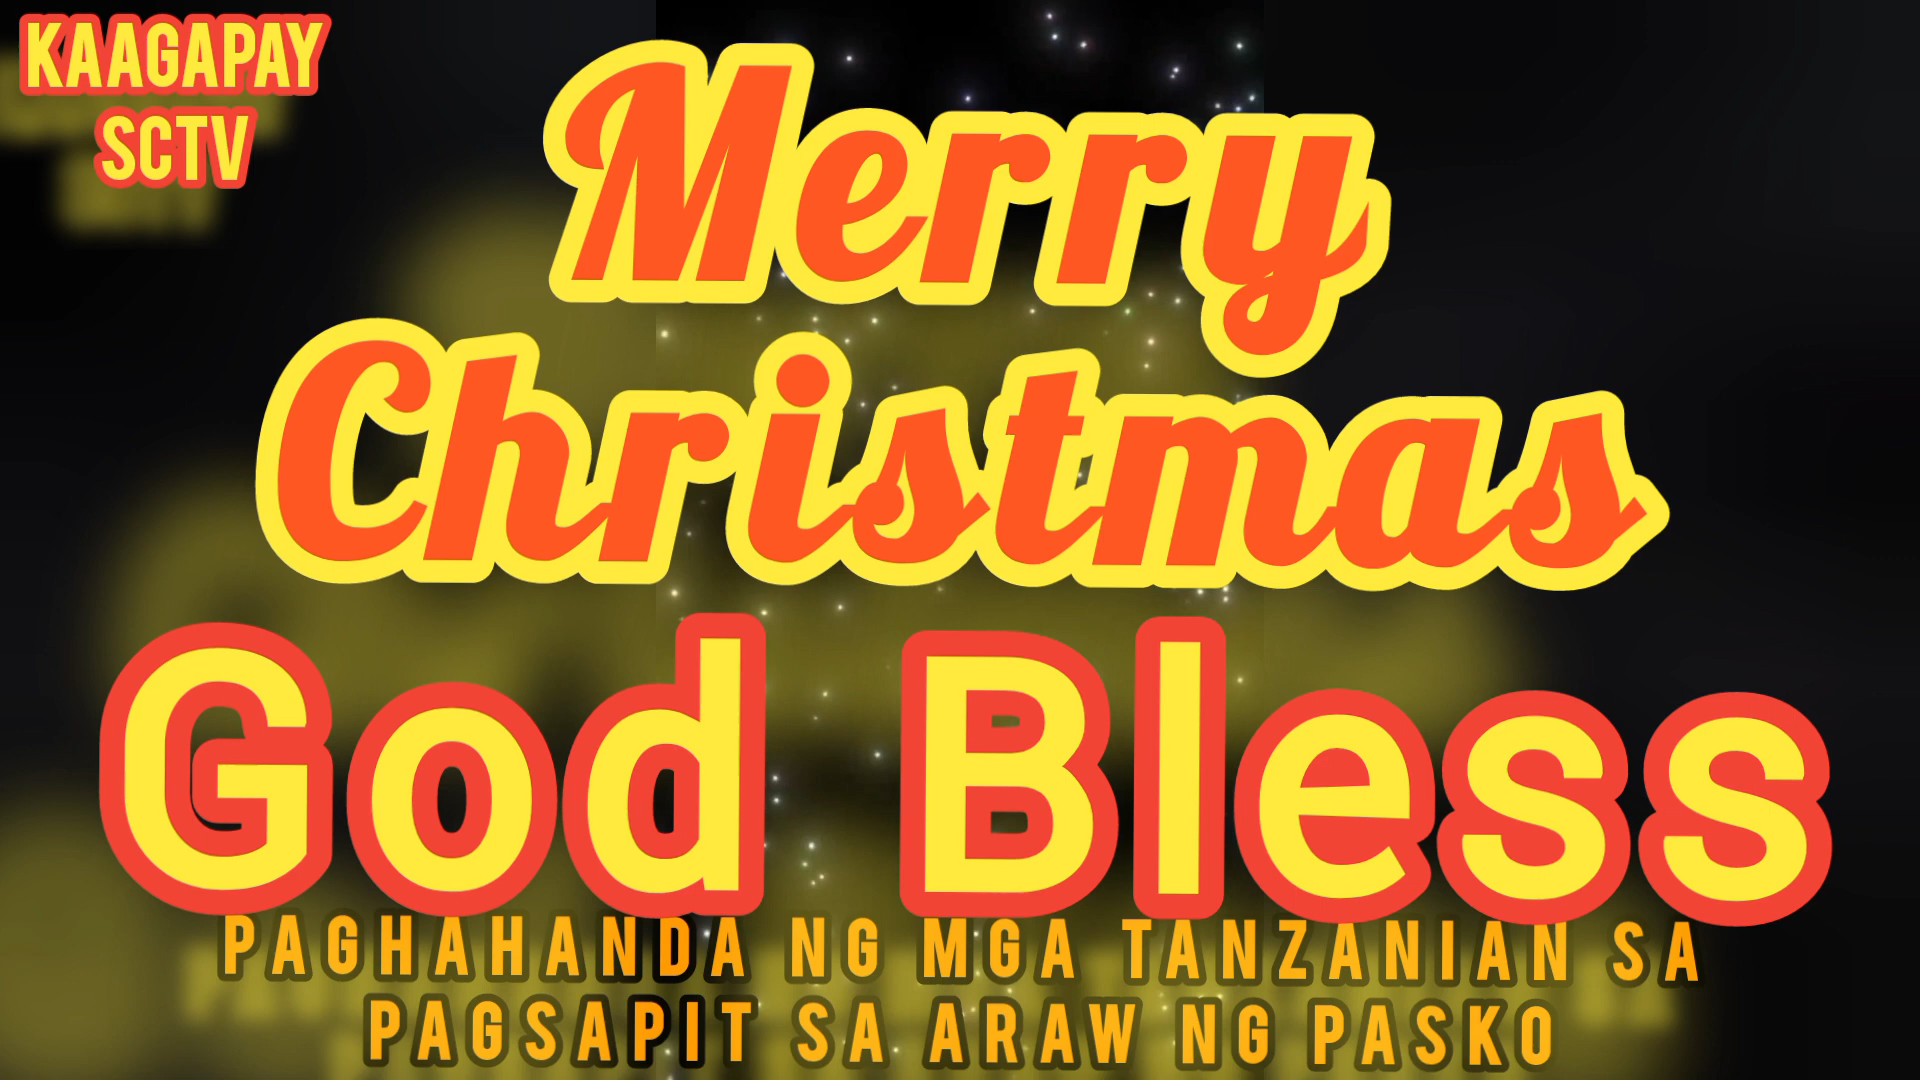 KAAGAPAY
SCTV
Merry
Christmas
God Bless
PAGHAHANDA NG MGA TANZANIAN SA
PAGSAPIT SA ARAW NG PASKO